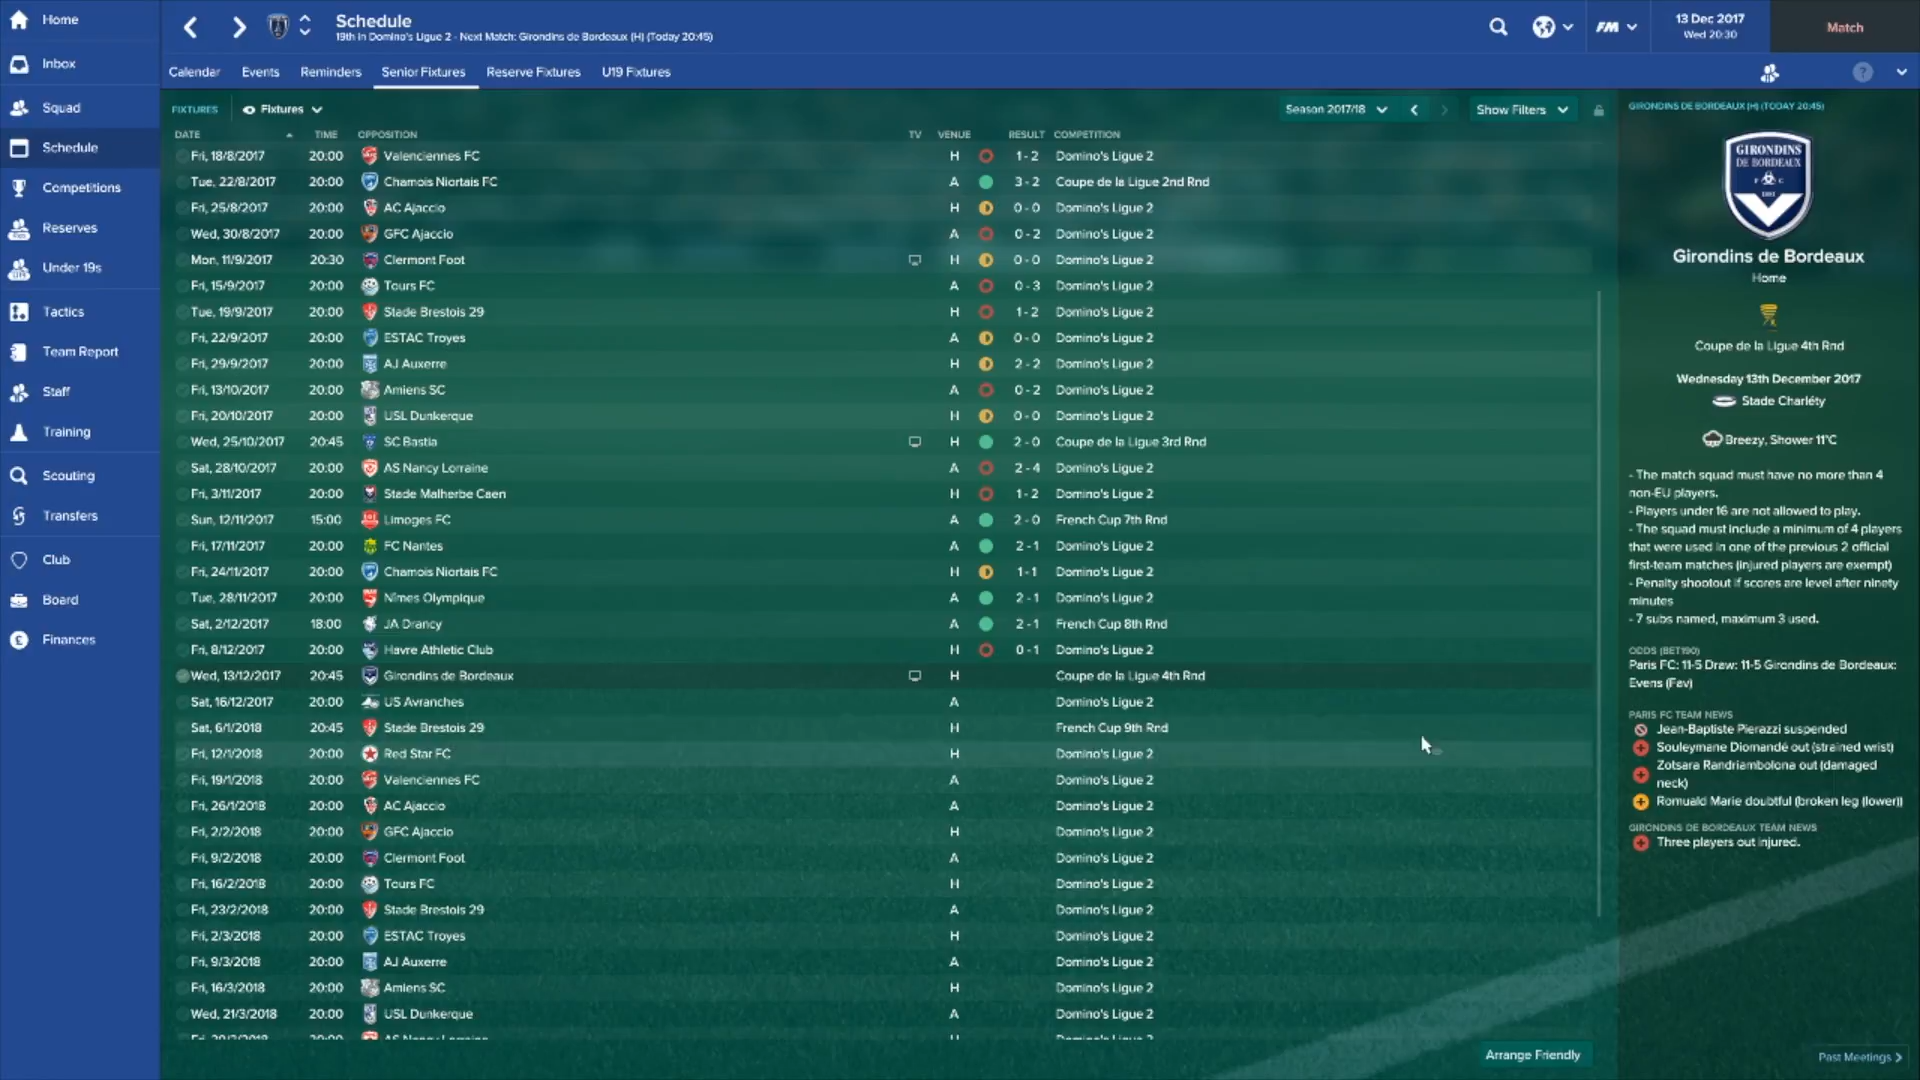 Home
Inbox
Squad
Schedule
Competitions
Reserves
Under 19s
Tactics
Team Report
Staff
Training
Scouting
Transfers
Club
Board
Finances
Schedule
19th in Domino's Ligue 2 - Next Match: Girondins de Bordeaux (H) (Today 20:45)
FM
13 Dec 2017
Wed 20:30
Match
Calendar Events Reminders Senior Fixtures Reserve Fixtures U19 Fixtures
?
FIXTURES Fixtures Season 2017/18 Show Filters
DATE TIME OPPOSITION TV VENUE RESULT COMPETITION
Fri, 18/8/2017 20:00 Valenciennes FC H 1 - 2 Domino's Ligue 2
Tue, 22/8/2017 20:00 Chamois Niortais FC A 3 - 2 Coupe de la Ligue 2nd Rnd
Fri, 25/8/2017 20:00 AC Ajaccio H 0 - 0 Domino's Ligue 2
Wed, 30/8/2017 20:00 GFC Ajaccio A 0 - 2 Domino's Ligue 2
Mon, 11/9/2017 20:30 Clermont Foot H 0 - 0 Domino's Ligue 2
Fri, 15/9/2017 20:00 Tours FC A 0 - 3 Domino's Ligue 2
Tue, 19/9/2017 20:00 Stade Brestois 29 H 1 - 2 Domino's Ligue 2
Fri, 22/9/2017 20:00 ESTAC Troyes A 0 - 0 Domino's Ligue 2
Fri, 29/9/2017 20:00 AJ Auxerre H 2 - 2 Domino's Ligue 2
Fri, 13/10/2017 20:00 Amiens SC A 0 - 2 Domino's Ligue 2
Fri, 20/10/2017 20:00 USL Dunkerque H 0 - 0 Domino's Ligue 2
Wed, 25/10/2017 20:45 SC Bastia H 2 - 0 Coupe de la Ligue 3rd Rnd
Sat, 28/10/2017 20:00 AS Nancy Lorraine A 2 - 4 Domino's Ligue 2
Fri, 3/11/2017 20:00 Stade Malherbe Caen H 1 - 2 Domino's Ligue 2
Sun, 12/11/2017 15:00 Limoges FC A 2 - 0 French Cup 7th Rnd
Fri, 17/11/2017 20:00 FC Nantes A 2 - 1 Domino's Ligue 2
Fri, 24/11/2017 20:00 Chamois Niortais FC H 1 - 1 Domino's Ligue 2
Tue, 28/11/2017 20:00 Nîmes Olympique A 2 - 1 Domino's Ligue 2
Sat, 2/12/2017 18:00 JA Drancy A 2 - 1 French Cup 8th Rnd
Fri, 8/12/2017 20:00 Havre Athletic Club H 0 - 1 Domino's Ligue 2
Wed, 13/12/2017 20:45 Girondins de Bordeaux H Coupe de la Ligue 4th Rnd
Sat, 16/12/2017 20:00 US Avranches A Domino's Ligue 2
Sat, 6/1/2018 20:45 Stade Brestois 29 H French Cup 9th Rnd
Fri, 12/1/2018 20:00 Red Star FC H Domino's Ligue 2
Fri, 19/1/2018 20:00 Valenciennes FC A Domino's Ligue 2
Fri, 26/1/2018 20:00 AC Ajaccio A Domino's Ligue 2
Fri, 2/2/2018 20:00 GFC Ajaccio H Domino's Ligue 2
Fri, 9/2/2018 20:00 Clermont Foot A Domino's Ligue 2
Fri, 16/2/2018 20:00 Tours FC H Domino's Ligue 2
Fri, 23/2/2018 20:00 Stade Brestois 29 A Domino's Ligue 2
Fri, 2/3/2018 20:00 ESTAC Troyes H Domino's Ligue 2
Fri, 9/3/2018 20:00 AJ Auxerre A Domino's Ligue 2
Fri, 16/3/2018 20:00 Amiens SC H Domino's Ligue 2
Wed, 21/3/2018 20:00 USL Dunkerque A Domino's Ligue 2
AS Nancy Lorraine H Domino's Ligue 2
Arrange Friendly
GIRONDINS DE BORDEAUX (H) (TODAY 20:45)
GIRONDINS
DE BORDEAUX
F C
1881
Girondins de Bordeaux
Home
Coupe de la Ligue 4th Rnd
Wednesday 13th December 2017
Stade Charléty
Breezy, Shower 11°C
- The match squad must have no more than 4
non-EU players.
- Players under 16 are not allowed to play.
- The squad must include a minimum of 4 players
that were used in one of the previous 2 official
first-team matches (injured players are exempt)
- Penalty shootout if scores are level after ninety
minutes
- 7 subs named, maximum 3 used.
ODDS (BET190)
Paris FC: 11-5 Draw: 11-5 Girondins de Bordeaux:
Evens (Fav)
PARIS FC TEAM NEWS
Jean-Baptiste Pierazzi suspended
Souleymane Diomandé out (strained wrist)
Zotsara Randriambolona out (damaged
neck)
Romuald Marie doubtful (broken leg (lower))
GIRONDINS DE BORDEAUX TEAM NEWS
Three players out injured.
Past Meetings >